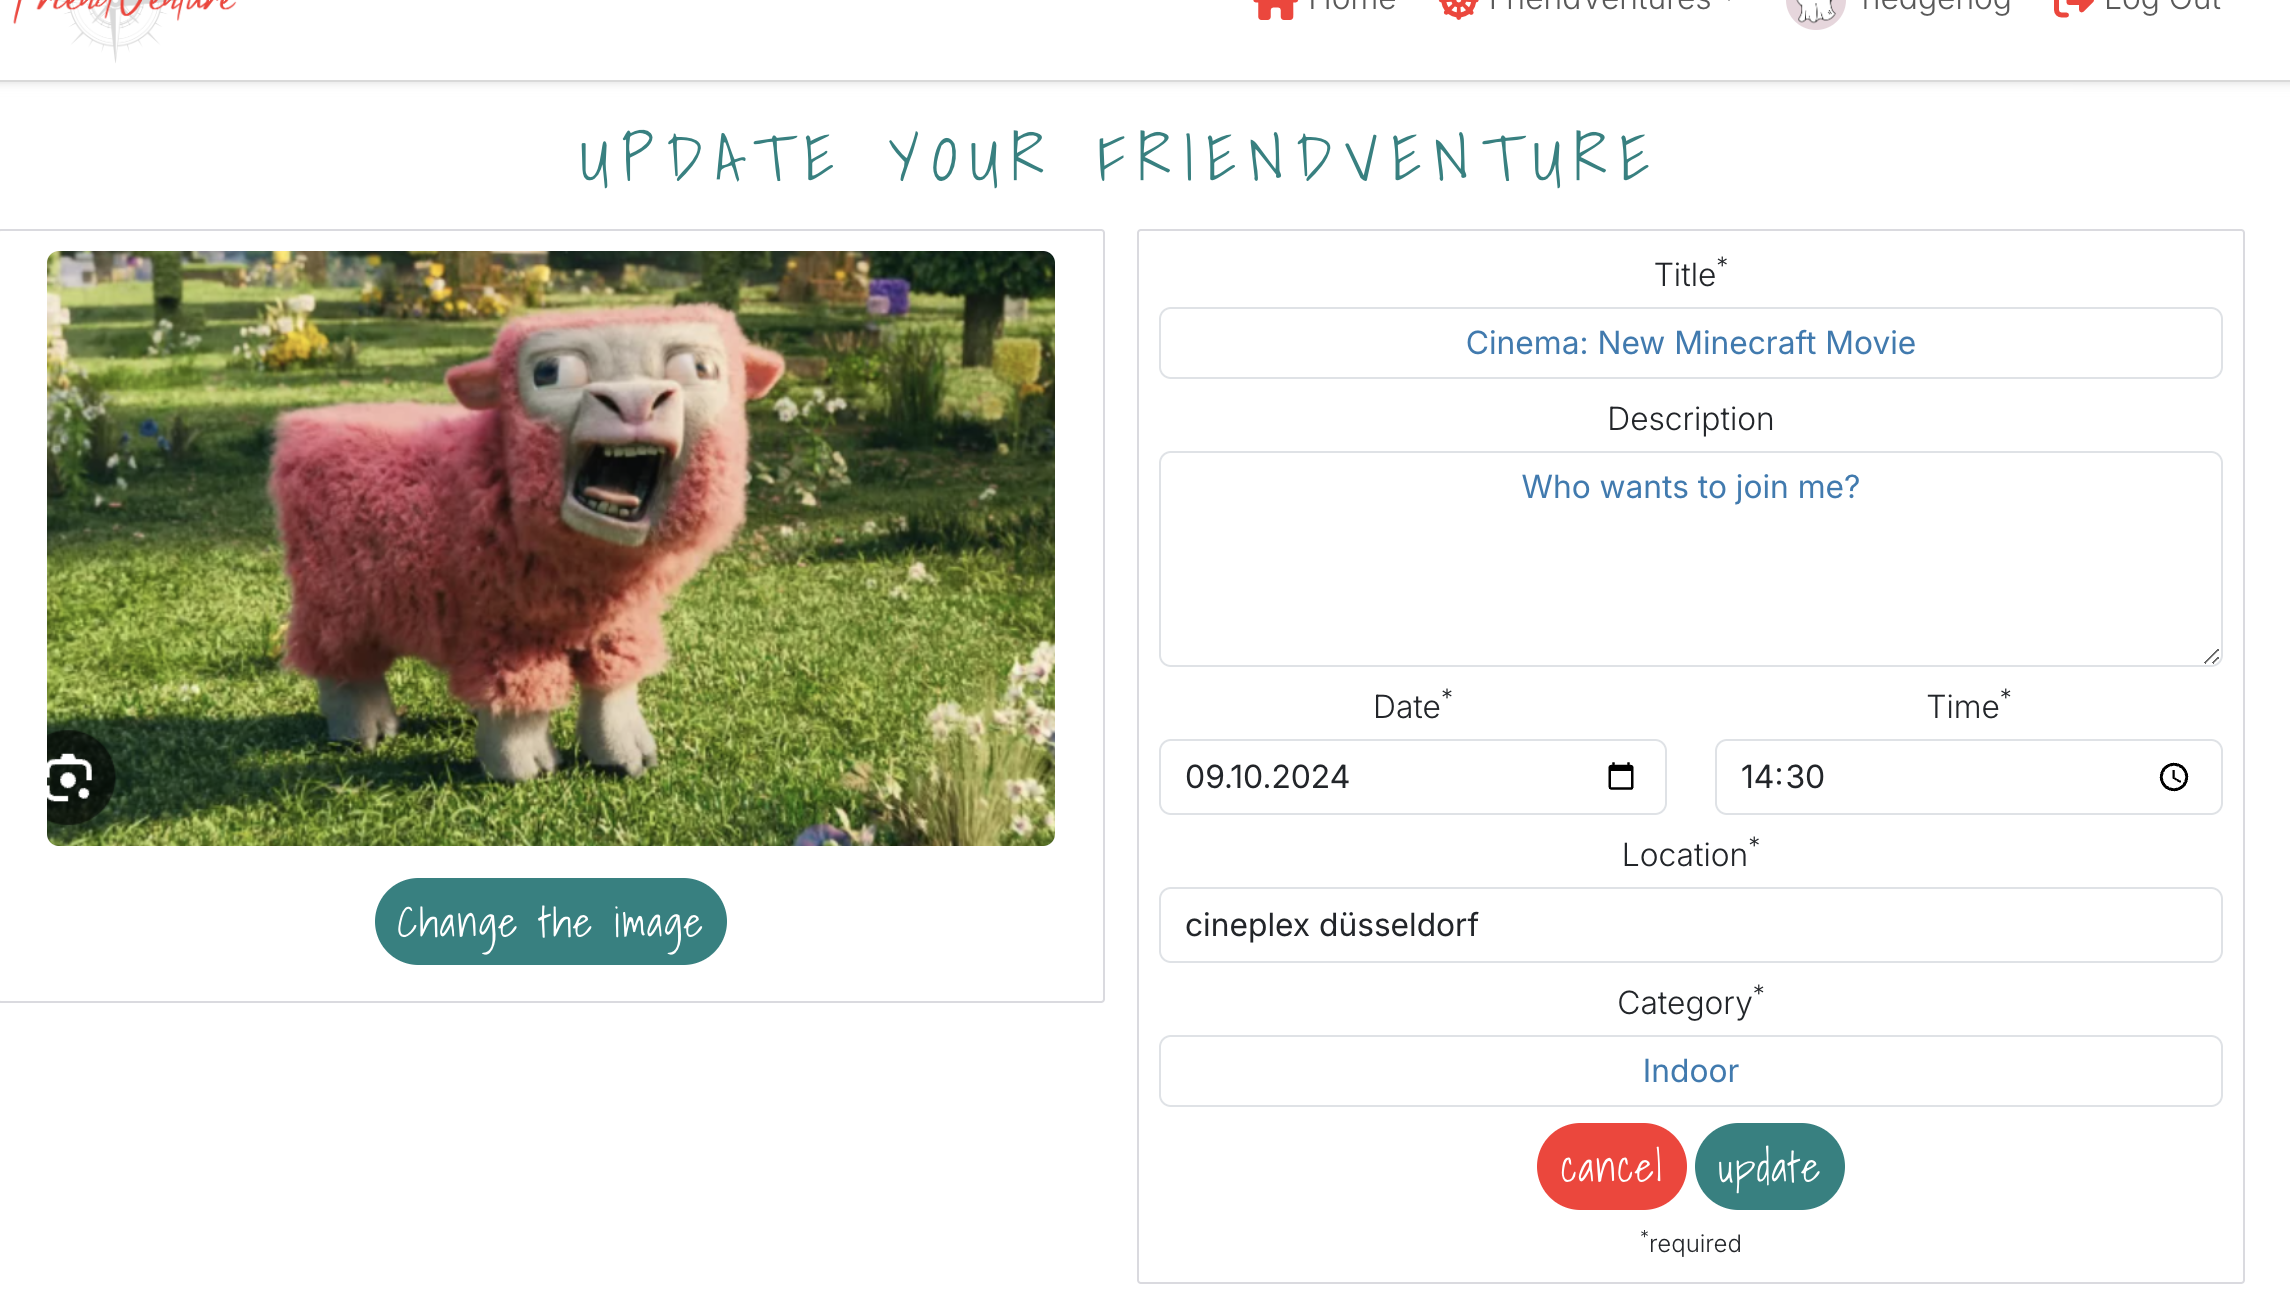 FriendVenture
Home Friendventures hedgehog Log Out
UPDATE YOUR FRIENDVENTURE
Title*
Cinema: New Minecraft Movie
Description
Who wants to join me?
Date* Time*
09.10.2024 14:30
Location*
cineplex düsseldorf
Category*
Indoor
Change the image
cancel update
*required